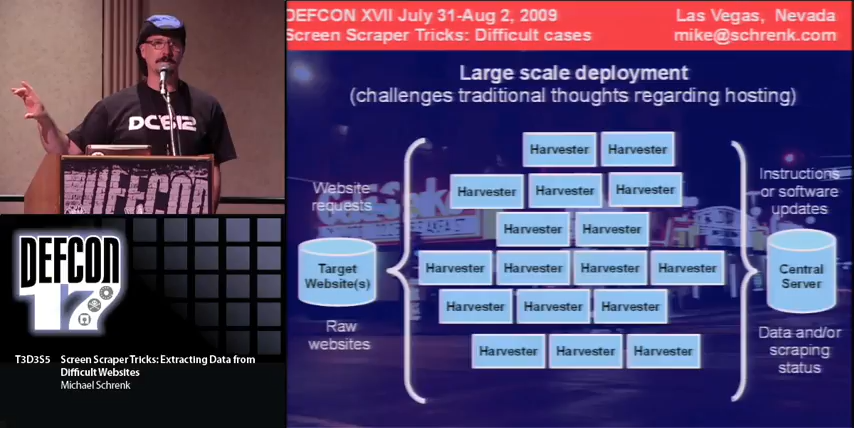 DC612
DEFCON
DEFCON
17
T3D3S5 Screen Scraper Tricks: Extracting Data from
Difficult Websites
Michael Schrenk
DEFCON XVII July 31-Aug 2, 2009
Las Vegas, Nevada
Screen Scraper Tricks: Difficult cases
mike@schrenk.com
Large scale deployment
(challenges traditional thoughts regarding hosting)
Website
requests
Target
Website(s)
Raw
websites
Harvester Harvester
Harvester Harvester Harvester
Harvester Harvester
Harvester Harvester Harvester Harvester
Harvester Harvester Harvester
Harvester Harvester Harvester
Instructions
or software
updates
Central
Server
Data and/or
scraping
status